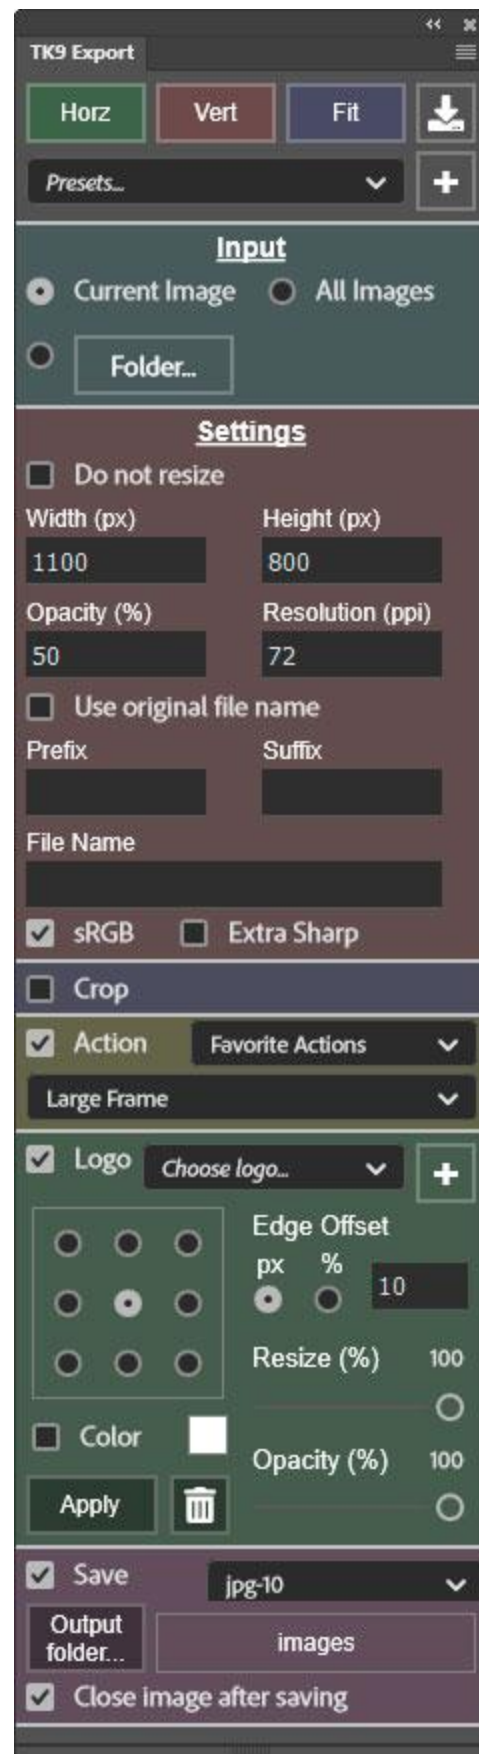 TK9 Export
Horz Vert Fit
Presets...
Input
Current Image All Images
Folder...
Settings
Do not resize
Width (px) Height (px)
1100 800
Opacity (%) Resolution (ppi)
50 72
Use original file name
Prefix Suffix
File Name
sRGB Extra Sharp
Crop
Action Favorite Actions
Large Frame
Logo Choose logo...
Edge Offset
px %
10
Resize (%) 100
Color
Opacity (%) 100
Apply
Save jpg-10
Output
folder...
images
Close image after saving